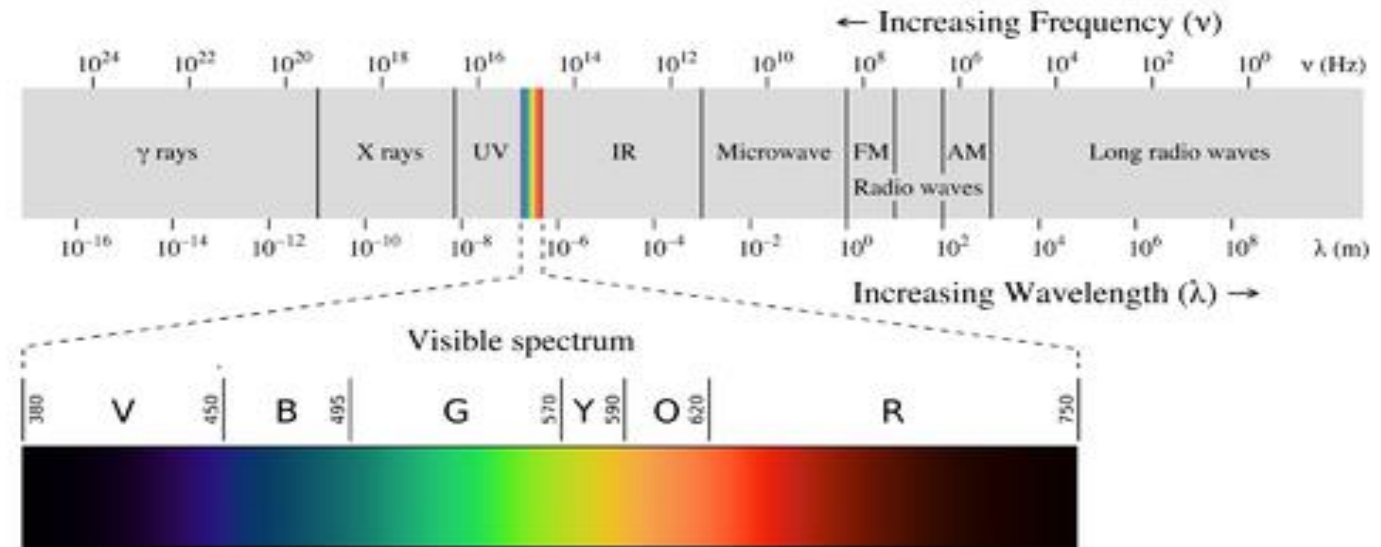 ← Increasing Frequency (ν)
10²⁴ 10²² 10²⁰ 10¹⁸ 10¹⁶ 10¹⁴ 10¹² 10¹⁰ 10⁸ 10⁶ 10⁴ 10² 10⁰ ν (Hz)
γ rays X rays UV IR Microwave FM AM Long radio waves
Radio waves
10⁻¹⁶ 10⁻¹⁴ 10⁻¹² 10⁻¹⁰ 10⁻⁸ 10⁻⁶ 10⁻⁴ 10⁻² 10⁰ 10² 10⁴ 10⁶ 10⁸ λ (m)
Increasing Wavelength (λ) →
Visible spectrum
380 V 450 B 495 G 570 Y 590 O 620 R 750